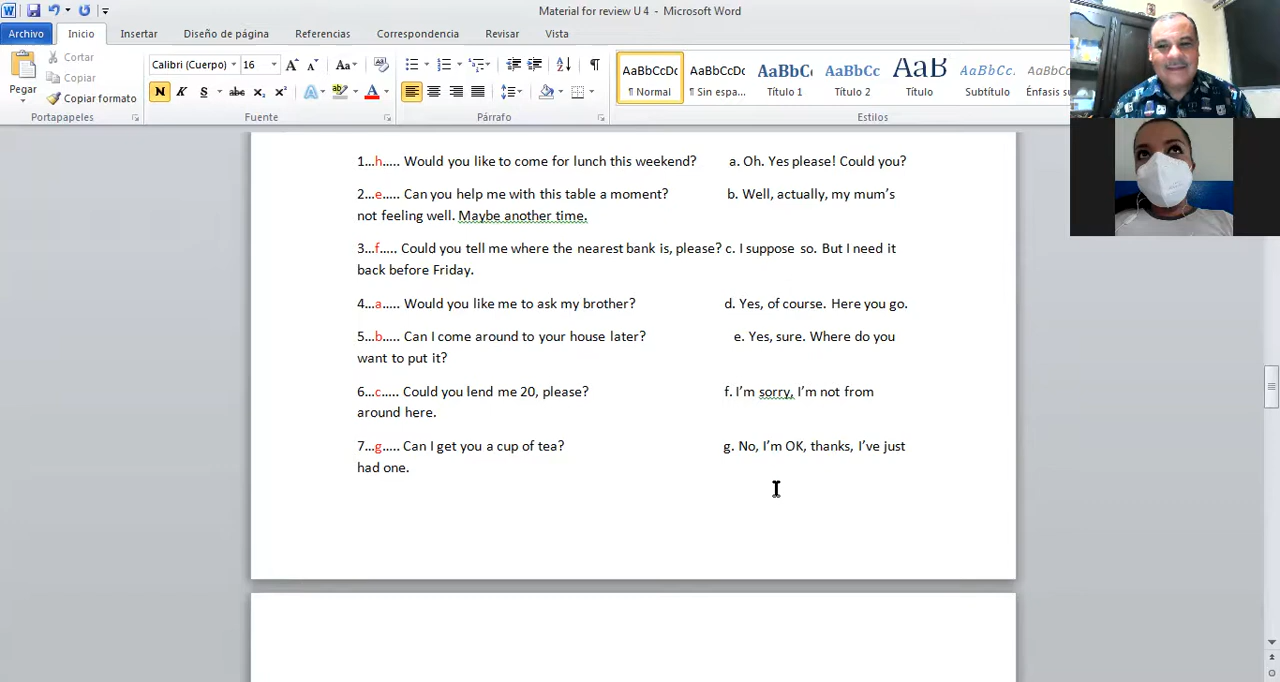 Material for review U 4 - Microsoft Word
Archivo Inicio Insertar Diseño de página Referencias Correspondencia Revisar Vista
Cortar
Copiar
Copiar formato
Pegar
Calibri (Cuerpo) 16
N K S abc x₂ x²
AaBbCcDc AaBbCcDc AaBbC AaBbCc AaB AaBbCc. AaBbCc
¶ Normal ¶ Sin espa... Título 1 Título 2 Título Subtítulo Énfasis su
Portapapeles Fuente Párrafo Estilos
1...h..... Would you like to come for lunch this weekend? a. Oh. Yes please! Could you?
2...e..... Can you help me with this table a moment? b. Well, actually, my mum's
not feeling well. Maybe another time.
3...f..... Could you tell me where the nearest bank is, please? c. I suppose so. But I need it
back before Friday.
4...a..... Would you like me to ask my brother? d. Yes, of course. Here you go.
5...b..... Can I come around to your house later? e. Yes, sure. Where do you
want to put it?
6...c..... Could you lend me 20, please? f. I'm sorry, I'm not from
around here.
7...g..... Can I get you a cup of tea? g. No, I'm OK, thanks, I've just
had one.